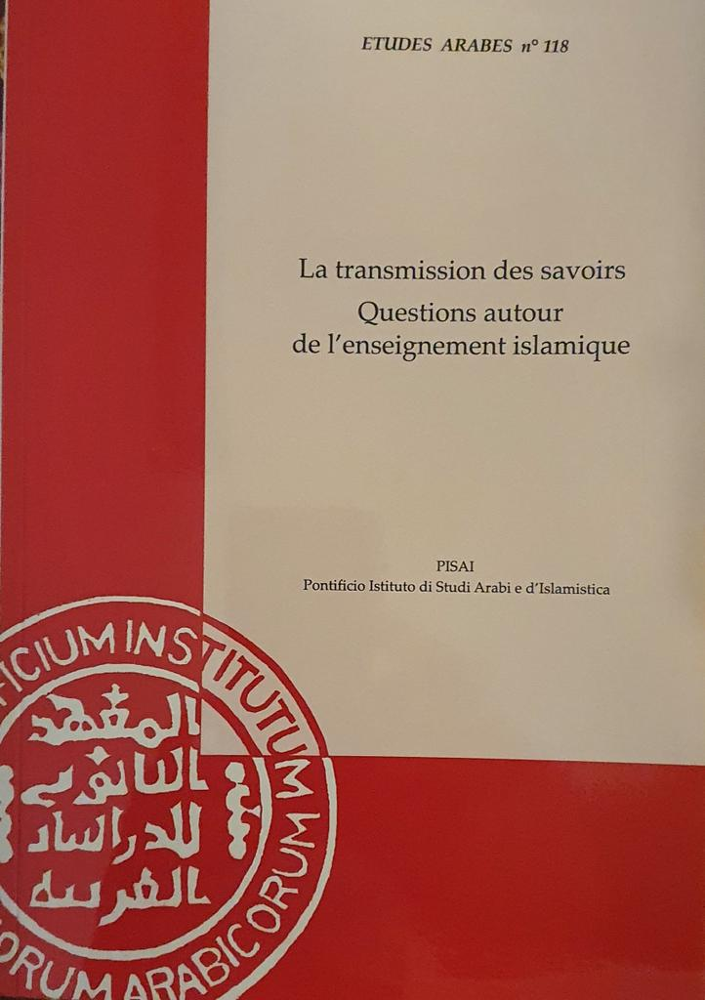 ETUDES ARABES n° 118
La transmission des savoirs
Questions autour
de l'enseignement islamique
PISAI
Pontificio Istituto di Studi Arabi e d'Islamistica
FICIUM INSTITUTUM
ORUM ARABICORUM
المعهد
البابوي
للدراسات
العربية